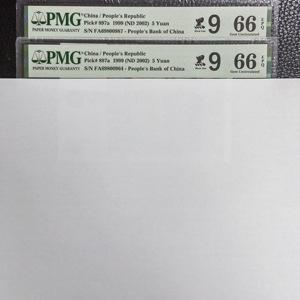 PMG
PAPER MONEY GUARANTY
China / People's Republic
Pick# 897a 1999 (ND 2002) 5 Yuan
S/N FA69800987 - People's Bank of China
9
66 EPQ
Gem Uncirculated
PMG
PAPER MONEY GUARANTY
China / People's Republic
Pick# 897a 1999 (ND 2002) 5 Yuan
S/N FA69800964 - People's Bank of China
9
66 EPQ
Gem Uncirculated